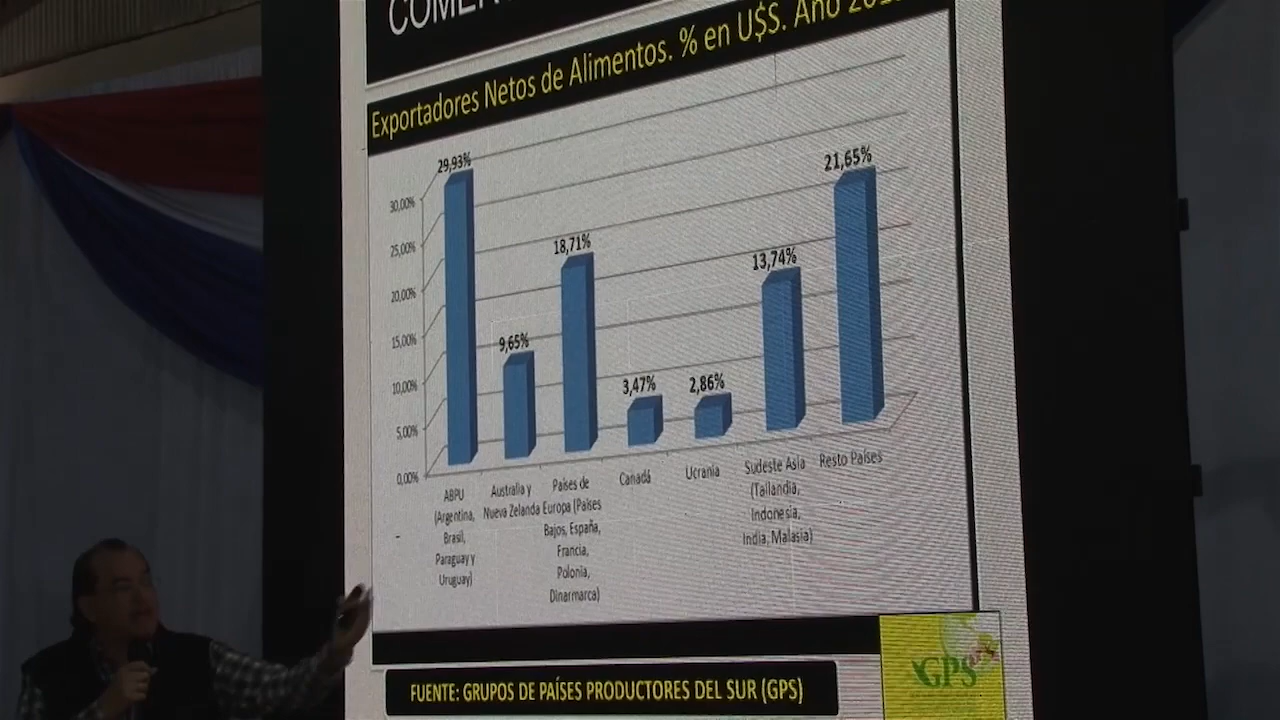 Exportadores Netos de Alimentos. % en U$S. Año
29,93%
21,65%
18,71%
13,74%
9,65%
3,47%
2,86%
30,00%
25,00%
20,00%
15,00%
10,00%
5,00%
0,00%
ABPU
(Argentina,
Brasil,
Paraguay y
Uruguay)
Australia y
Nueva Zelanda
Países de
Europa (Países
Bajos, España,
Francia,
Polonia,
Dinarmarca)
Canadá
Ucrania
Sudeste Asia
(Tailandia,
Indonesia,
India, Malasia)
Resto Países
FUENTE: GRUPOS DE PAÍSES PRODUCTORES DEL SUR (GPS)
GPS